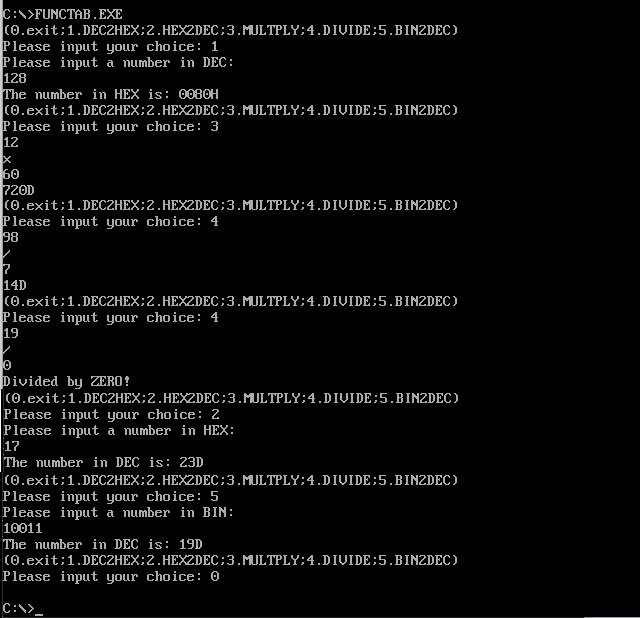 C:\>FUNCTAB.EXE
(0.exit;1.DEC2HEX;2.HEX2DEC;3.MULTPLY;4.DIVIDE;5.BIN2DEC)
Please input your choice: 1
Please input a number in DEC:
128
The number in HEX is: 0080H
(0.exit;1.DEC2HEX;2.HEX2DEC;3.MULTPLY;4.DIVIDE;5.BIN2DEC)
Please input your choice: 3
12
x
60
720D
(0.exit;1.DEC2HEX;2.HEX2DEC;3.MULTPLY;4.DIVIDE;5.BIN2DEC)
Please input your choice: 4
98
/
7
14D
(0.exit;1.DEC2HEX;2.HEX2DEC;3.MULTPLY;4.DIVIDE;5.BIN2DEC)
Please input your choice: 4
19
/
0
Divided by ZERO!
(0.exit;1.DEC2HEX;2.HEX2DEC;3.MULTPLY;4.DIVIDE;5.BIN2DEC)
Please input your choice: 2
Please input a number in HEX:
17
The number in DEC is: 23D
(0.exit;1.DEC2HEX;2.HEX2DEC;3.MULTPLY;4.DIVIDE;5.BIN2DEC)
Please input your choice: 5
Please input a number in BIN:
10011
The number in DEC is: 19D
(0.exit;1.DEC2HEX;2.HEX2DEC;3.MULTPLY;4.DIVIDE;5.BIN2DEC)
Please input your choice: 0
C:\>_